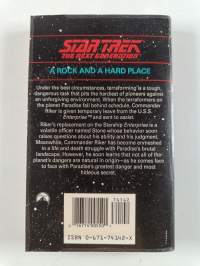 STAR TREK
THE NEXT GENERATION
A ROCK AND A HARD PLACE
Under the best circumstances, terraforming is a tough,
dangerous task that pits the hardiest of pioneers against
an unforgiving environment. When the terraformers on
the planet Paradise fall behind schedule, Commander
Riker is given temporary leave from the U.S.S.
Enterprise™ and sent to assist.
Riker's replacement on the Starship Enterprise is a
volatile officer named Stone whose behavior soon
raises questions about his ability and his judgment.
Meanwhile, Commander Riker has become enmeshed
in a life and death struggle with Paradise's brutal
landscape. However, he soon learns that not all of the
planet's dangers are natural in origin—as he comes face
to face with Paradise's greatest danger and most
hideous secret.
74142
ISBN 0-671-74142-X